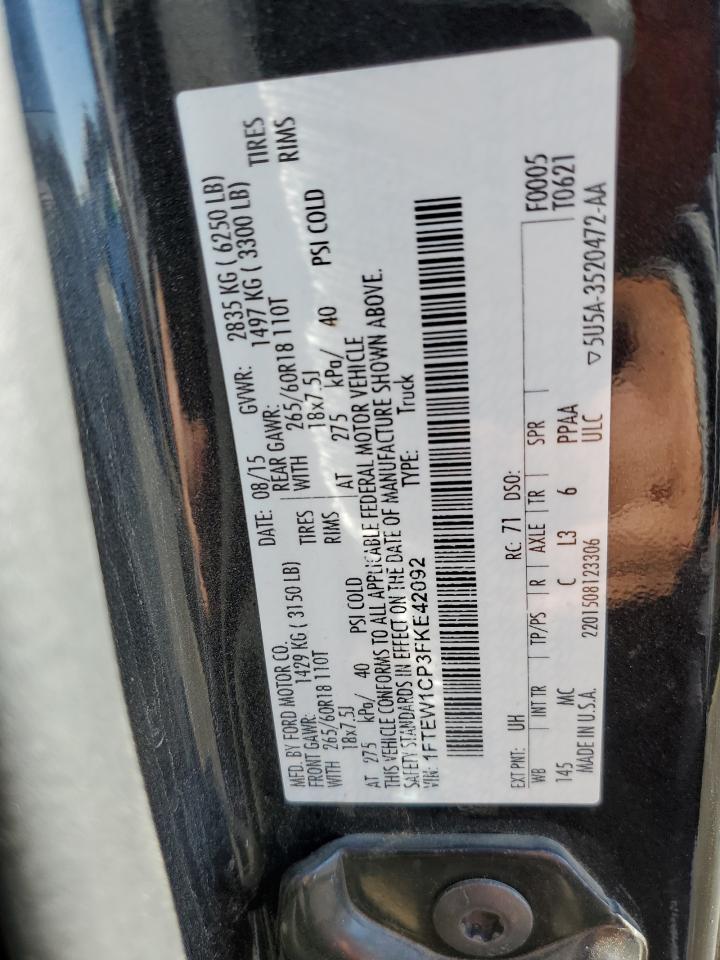 MFD. BY FORD MOTOR CO.
DATE: 08/15 GVWR: 2835 KG ( 6250 LB)
FRONT GAWR: 1429 KG ( 3150 LB) REAR GAWR: 1497 KG ( 3300 LB)
WITH 265/60R18 110T TIRES WITH 265/60R18 110T TIRES
18x7.5J RIMS 18x7.5J RIMS
AT 275 kPa/ 40 PSI COLD AT 275 kPa/ 40 PSI COLD
THIS VEHICLE CONFORMS TO ALL APPLICABLE FEDERAL MOTOR VEHICLE
SAFETY STANDARDS IN EFFECT ON THE DATE OF MANUFACTURE SHOWN ABOVE.
VIN: 1FTEW1CP3FKE42092 TYPE: Truck
EXT PNT: UH RC: 71 DSO: F0005
WB INT TR TP/PS R AXLE TR SPR T0621
145 MC C L3 6 PPAA
MADE IN U.S.A. 2201508123306 ULC ▽5U5A-3520472-AA